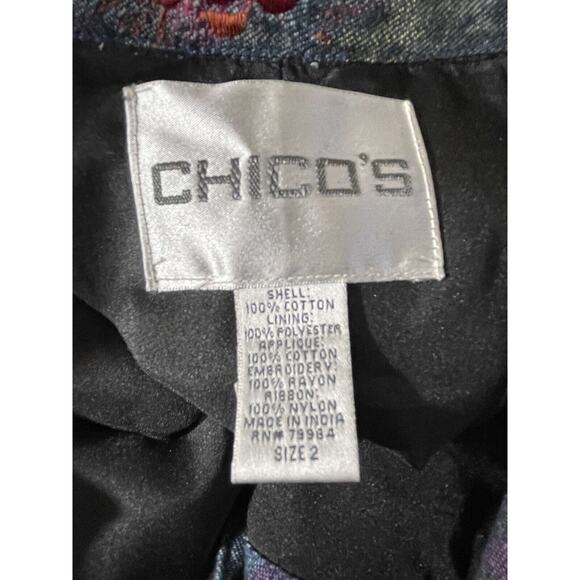 CHICO'S
SHELL:
100% COTTON
LINING:
100% POLYESTER
APPLIQUE:
100% COTTON
EMBROIDERY:
100% RAYON
RIBBON:
100% NYLON
MADE IN INDIA
RN# 79984
SIZE 2